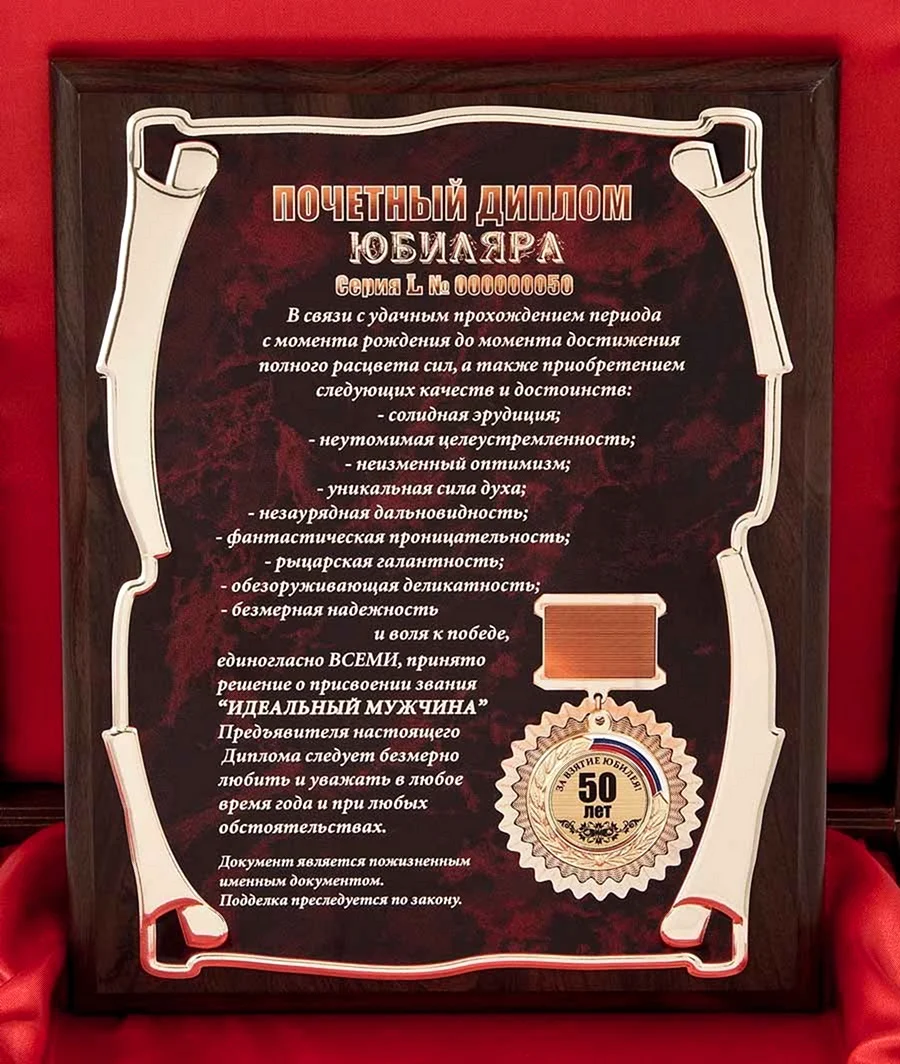 ПОЧЕТНЫЙ ДИПЛОМ
ЮБИЛЯРА
Серия L № 000000050
В связи с удачным прохождением периода
с момента рождения до момента достижения
полного расцвета сил, а также приобретением
следующих качеств и достоинств:
- солидная эрудиция;
- неутомимая целеустремленность;
- неизменный оптимизм;
- уникальная сила духа;
- незаурядная дальновидность;
- фантастическая проницательность;
- рыцарская галантность;
- обезоруживающая деликатность;
- безмерная надежность
и воля к победе,
единогласно ВСЕМИ, принято
решение о присвоении звания
“ИДЕАЛЬНЫЙ МУЖЧИНА”
Предъявителя настоящего
Диплома следует безмерно
любить и уважать в любое
время года и при любых
обстоятельствах.
Документ является пожизненным
именным документом.
Подделка преследуется по закону.
ЗА ВЗЯТИЕ ЮБИЛЕЯ!
50
лет